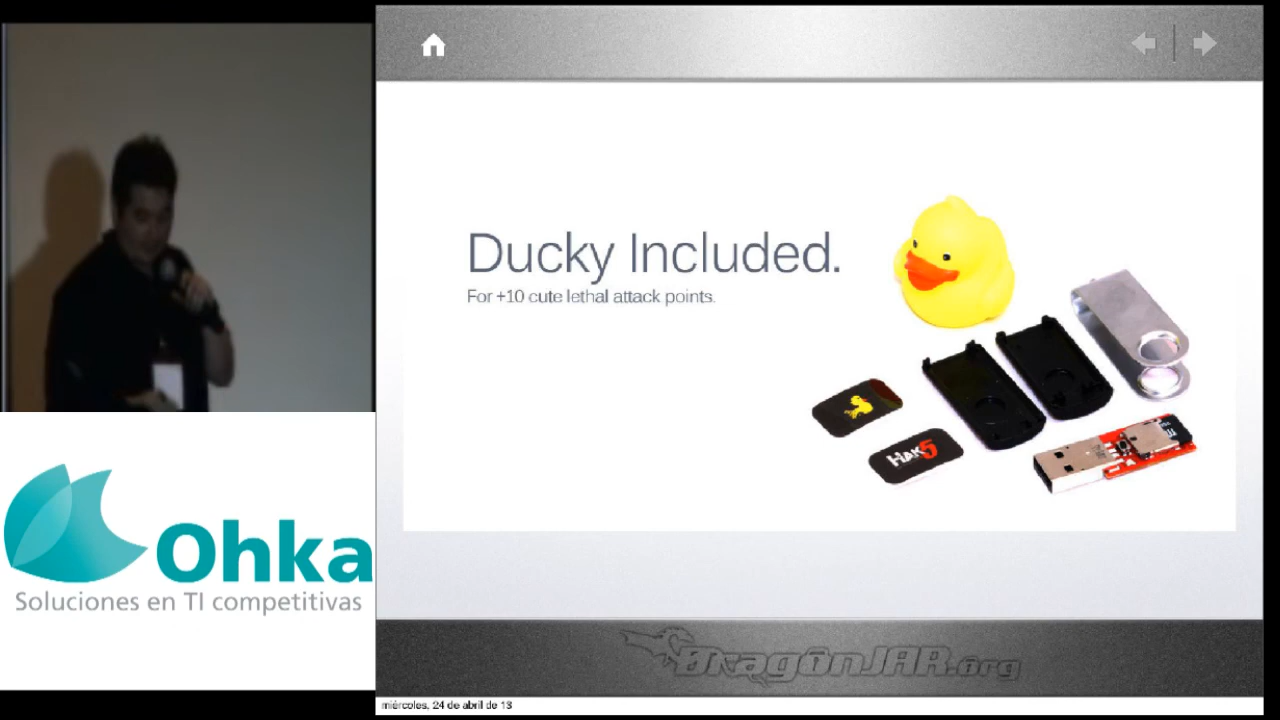 Ducky Included.
For +10 cute lethal attack points.
HAK5
Ohka
Soluciones en TI competitivas
DragonJAR.org
miércoles, 24 de abril de 13